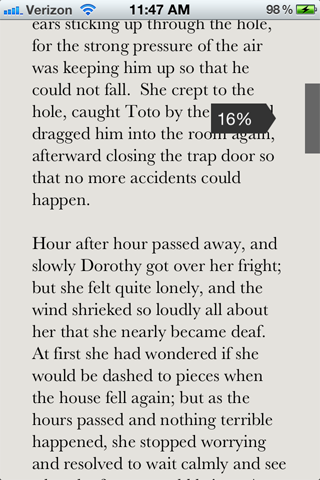 Verizon 11:47 AM 98%
ears sticking up through the hole,
for the strong pressure of the air
was keeping him up so that he
could not fall. She crept to the
hole, caught Toto by the
16%
dragged him into the room again,
afterward closing the trap door so
that no more accidents could
happen.
Hour after hour passed away, and
slowly Dorothy got over her fright;
but she felt quite lonely, and the
wind shrieked so loudly all about
her that she nearly became deaf.
At first she had wondered if she
would be dashed to pieces when
the house fell again; but as the
hours passed and nothing terrible
happened, she stopped worrying
and resolved to wait calmly and see